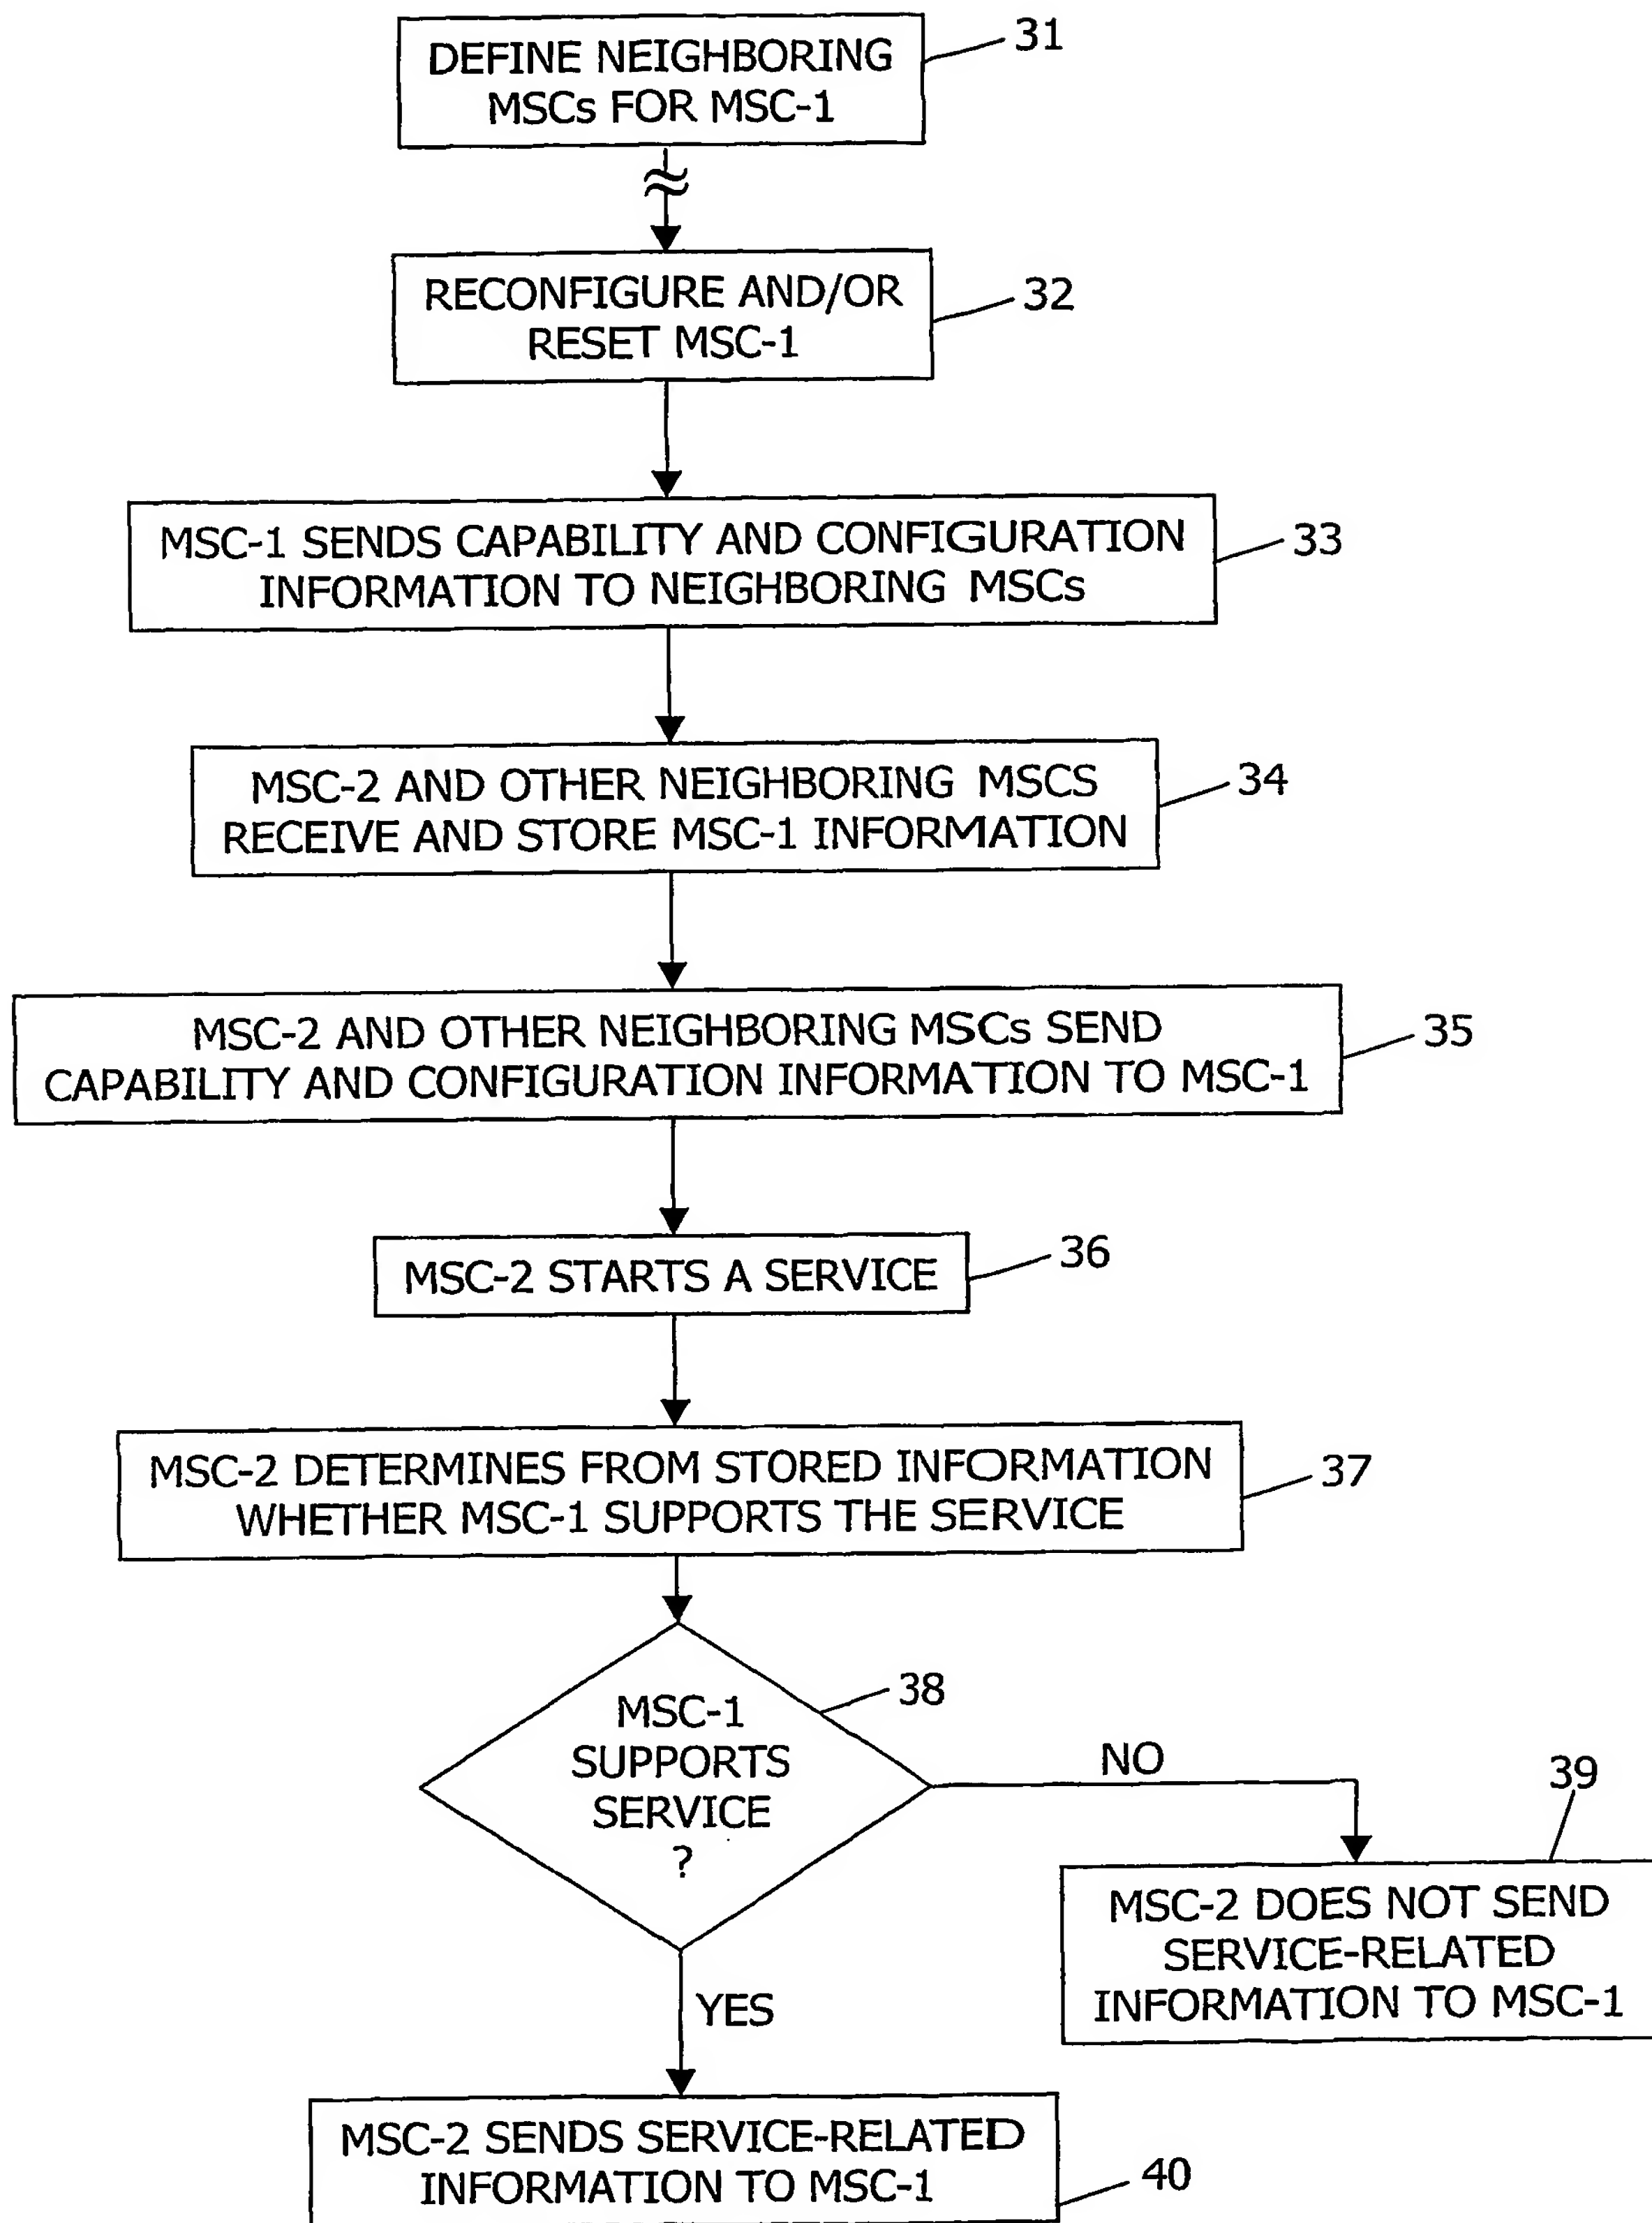 DEFINE NEIGHBORING
MSCs FOR MSC-1
31
RECONFIGURE AND/OR
RESET MSC-1
32
MSC-1 SENDS CAPABILITY AND CONFIGURATION
INFORMATION TO NEIGHBORING MSCs
33
MSC-2 AND OTHER NEIGHBORING MSCS
RECEIVE AND STORE MSC-1 INFORMATION
34
MSC-2 AND OTHER NEIGHBORING MSCs SEND
CAPABILITY AND CONFIGURATION INFORMATION TO MSC-1
35
MSC-2 STARTS A SERVICE
36
MSC-2 DETERMINES FROM STORED INFORMATION
WHETHER MSC-1 SUPPORTS THE SERVICE
37
MSC-1
SUPPORTS
SERVICE
?
38
NO
39
MSC-2 DOES NOT SEND
SERVICE-RELATED
INFORMATION TO MSC-1
YES
MSC-2 SENDS SERVICE-RELATED
INFORMATION TO MSC-1
40